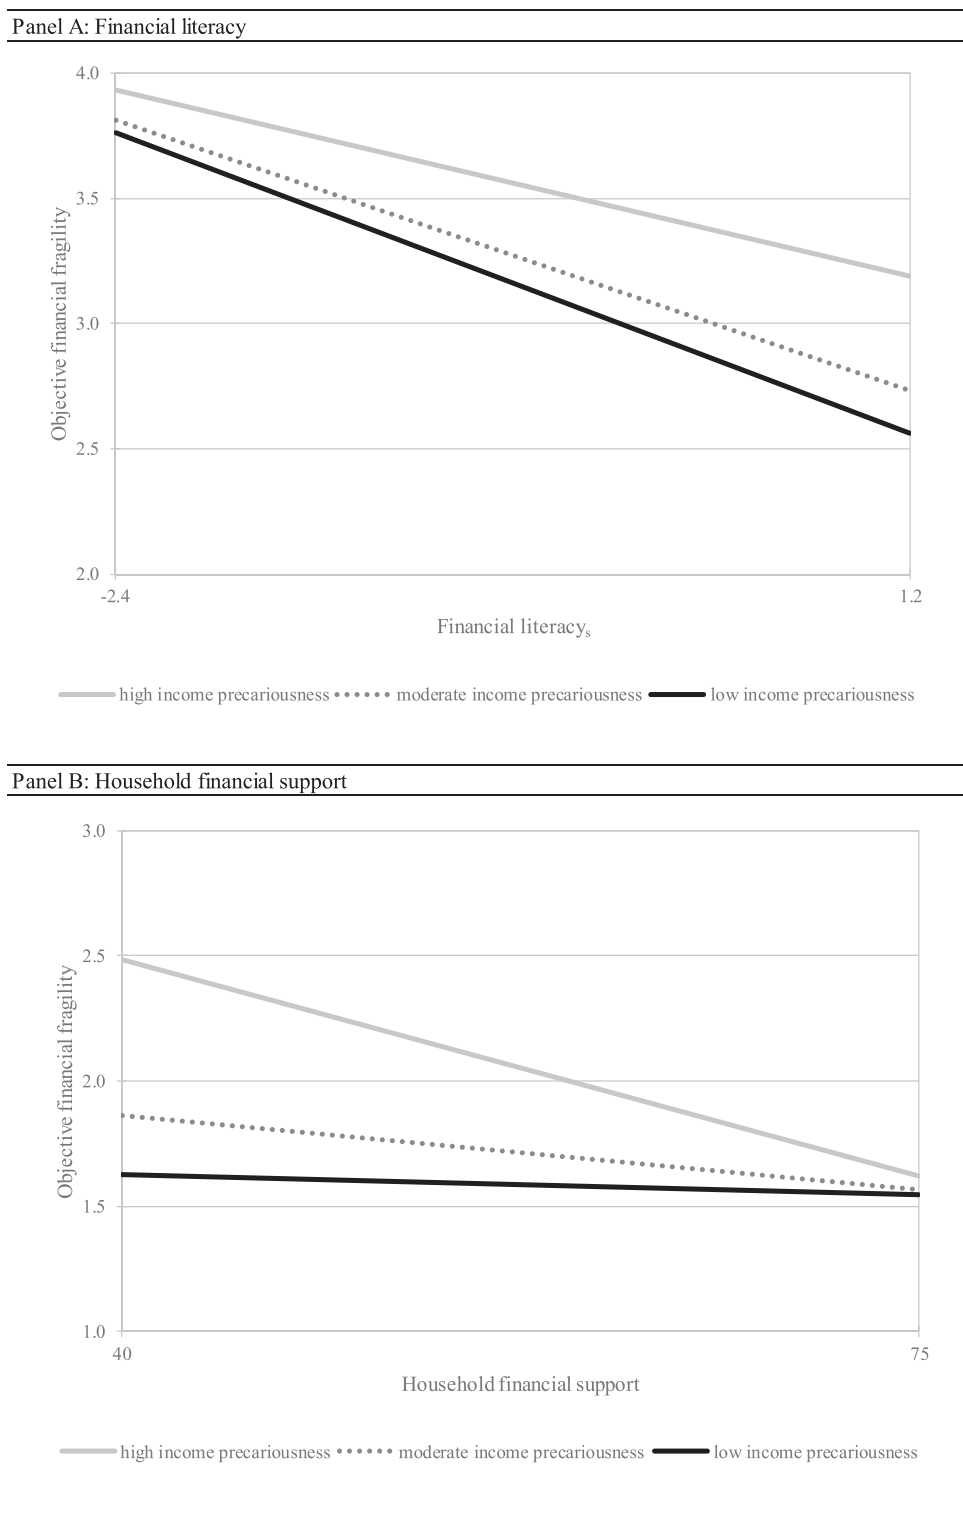 Panel A: Financial literacy
4.0
3.5
3.0
2.5
2.0
Objective financial fragility
-2.4 1.2
Financial literacys
high income precariousness moderate income precariousness low income precariousness
Panel B: Household financial support
3.0
2.5
2.0
1.5
1.0
Objective financial fragility
40 75
Household financial support
high income precariousness moderate income precariousness low income precariousness